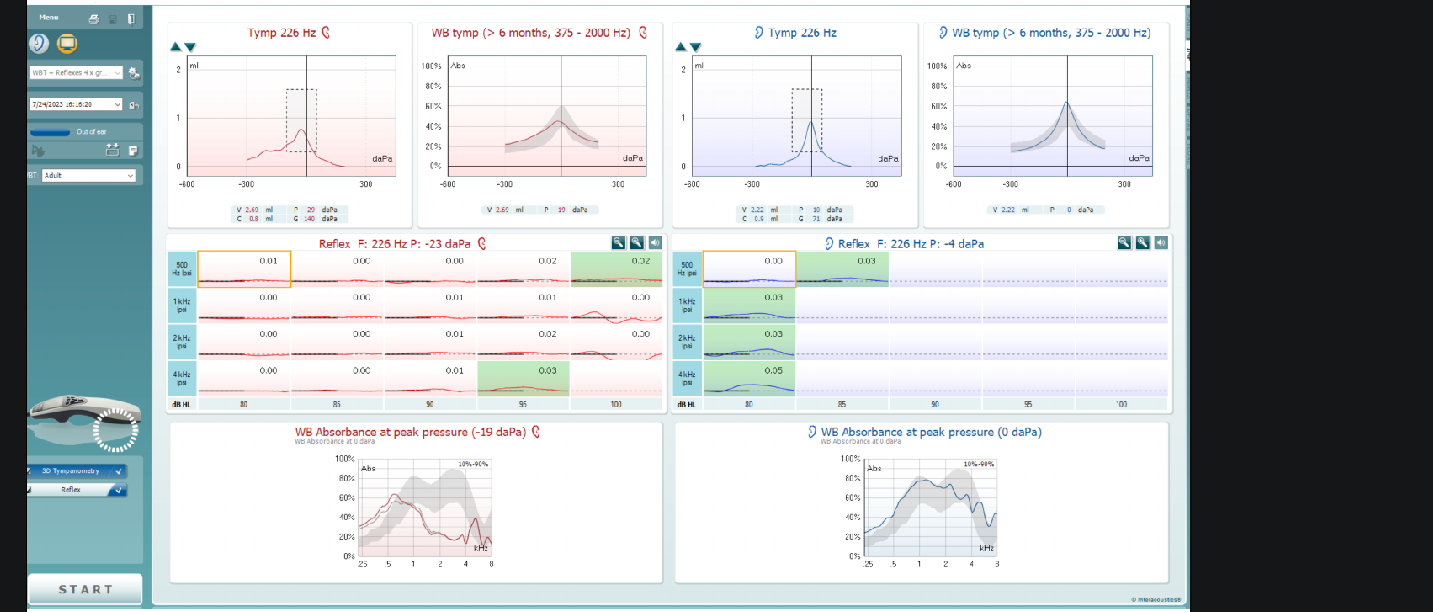 Menu
WBT + Reflexes 4 x gr...
7/24/2023 16:16:20
Out of ear
Adult
3D Tympanometry
Reflex
START
Tymp 226 Hz
2
ml
1
0
daPa
-600
-300
300
V 2.69 ml P 29 daPa
C 0.8 ml G 140 daPa
WB tymp (> 6 months, 375 - 2000 Hz)
100%
Abs
80%
60%
40%
20%
0%
daPa
-600
-300
300
V 2.69 ml P 19 daPa
Tymp 226 Hz
2
ml
1
0
daPa
-600
-300
300
V 2.22 ml P 10 daPa
C 0.9 ml G 71 daPa
WB tymp (> 6 months, 375 - 2000 Hz)
100%
Abs
80%
60%
40%
20%
0%
daPa
-600
-300
300
V 2.22 ml P 0 daPa
Reflex F: 226 Hz P: -23 daPa
500 Hz ipsi 0.01 0.00 0.00 0.02 0.02
1kHz ipsi 0.00 0.00 0.01 0.01 0.00
2kHz ipsi 0.00 0.00 0.01 0.02 0.00
4kHz ipsi 0.00 0.00 0.01 0.03
dB HL 80 85 90 95 100
Reflex F: 226 Hz P: -4 daPa
500 Hz ipsi 0.00 0.03
1kHz ipsi 0.03
2kHz ipsi 0.03
4kHz ipsi 0.05
dB HL 80 85 90 95 100
WB Absorbance at peak pressure (-19 daPa)
WB Absorbance at 0 daPa
100%
Abs
10%-90%
80%
60%
40%
20%
0%
kHz
.25 .5 1 2 4 8
WB Absorbance at peak pressure (0 daPa)
WB Absorbance at 0 daPa
100%
Abs
10%-90%
80%
60%
40%
20%
0%
kHz
.25 .5 1 2 4 8
© Interacoustics®